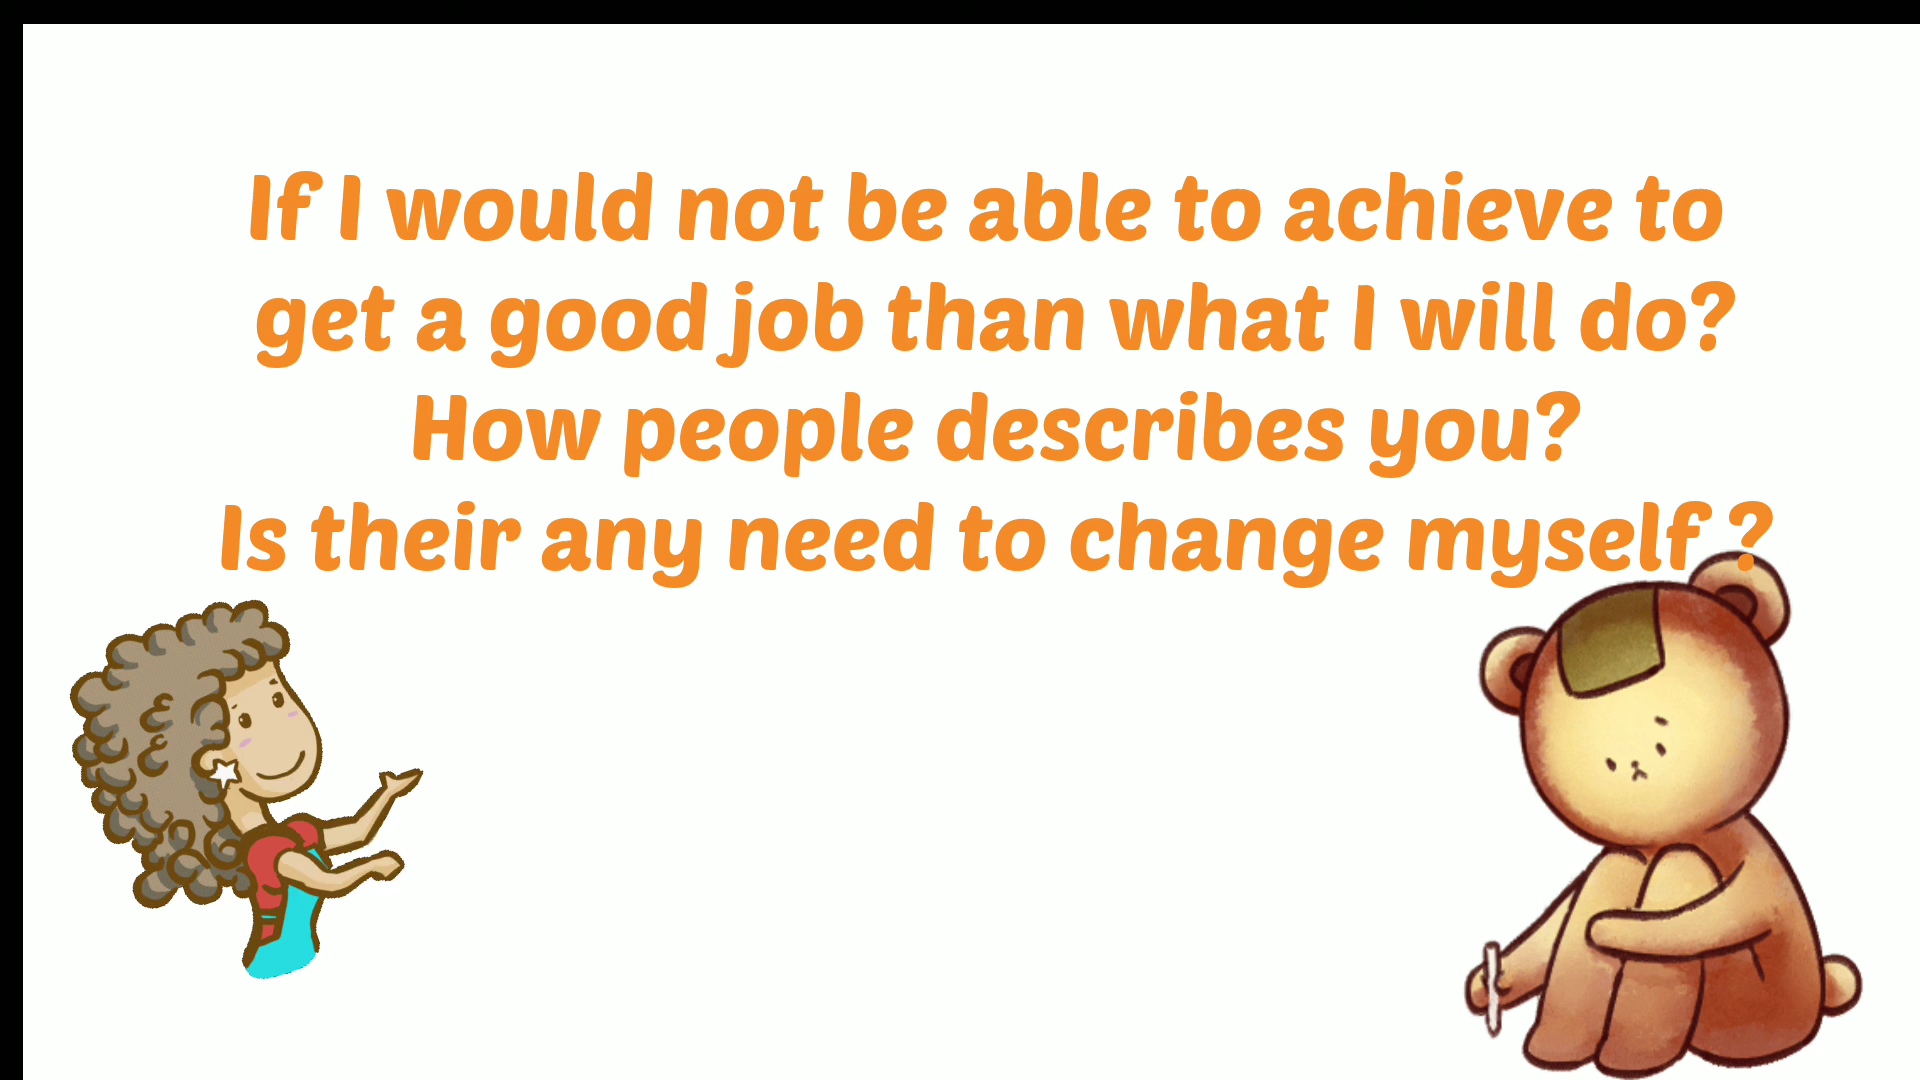 If I would not be able to achieve to
get a good job than what I will do?
How people describes you?
Is their any need to change myself ?